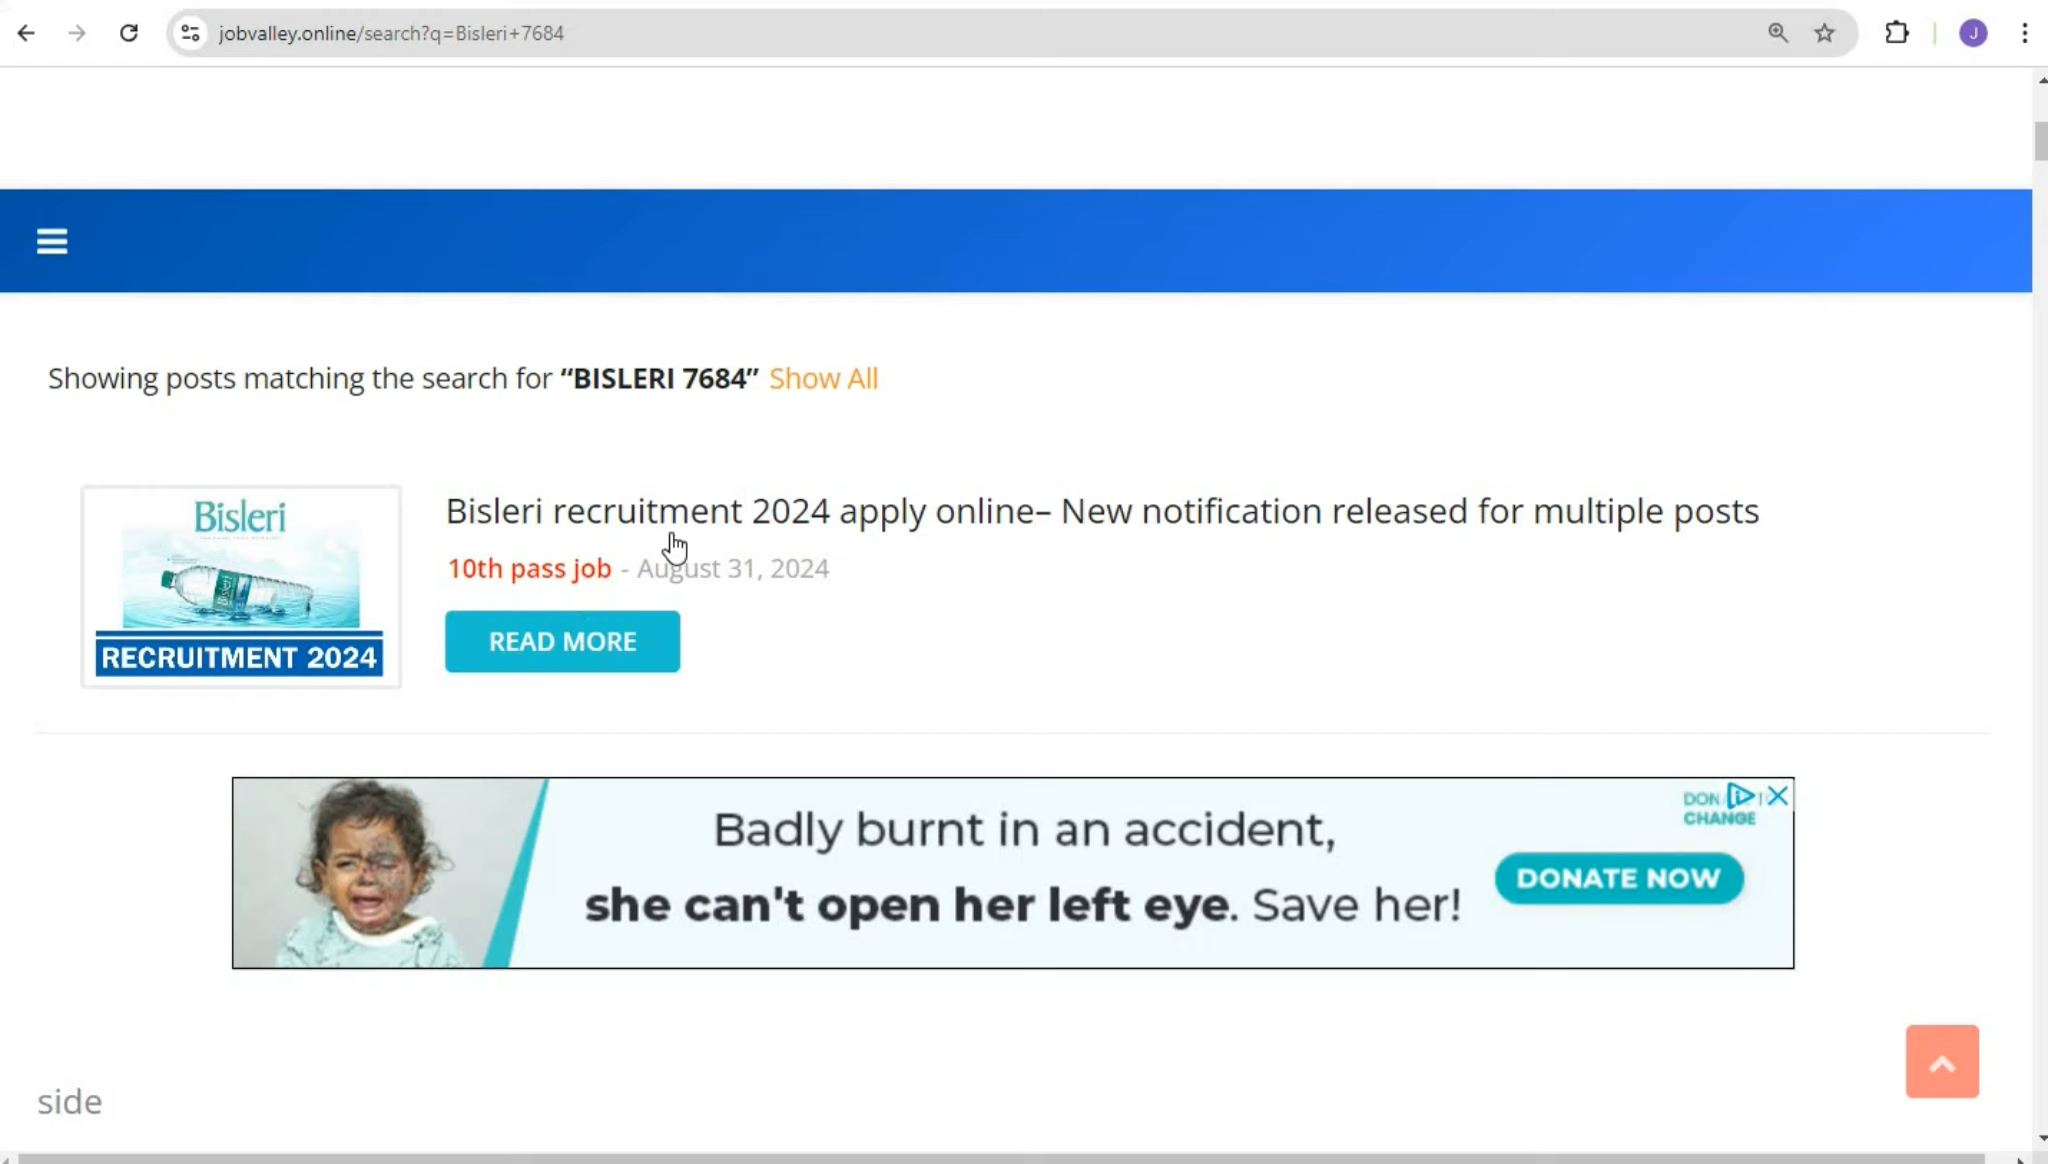 jobvalley.online/search?q=Bisleri+7684
J
Showing posts matching the search for “BISLERI 7684” Show All
Bisleri
RECRUITMENT 2024
Bisleri recruitment 2024 apply online– New notification released for multiple posts
10th pass job - August 31, 2024
READ MORE
Badly burnt in an accident,
she can't open her left eye. Save her!
CHANGE
DONATE NOW
side